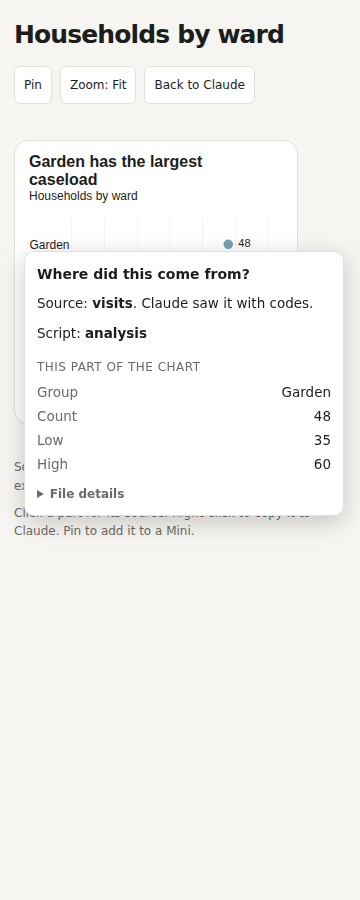 Households by ward
Pin
Zoom: Fit
Back to Claude
Garden has the largest
caseload
Households by ward
Garden
48
Where did this come from?
Source: visits. Claude saw it with codes.
Script: analysis
THIS PART OF THE CHART
Group Garden
Count 48
Low 35
High 60
File details
Claude. Pin to add it to a Mini.